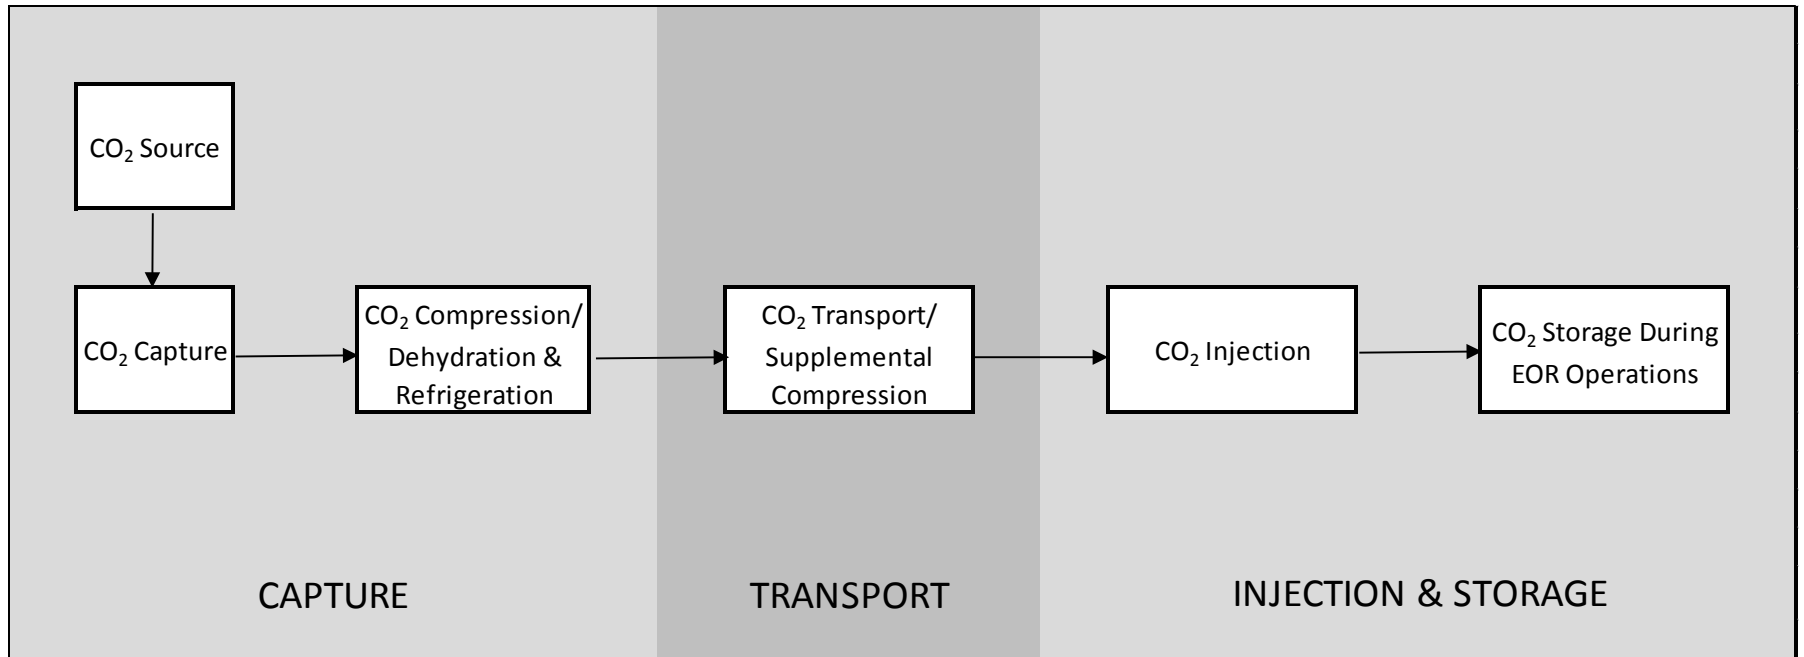 CO₂ Source
CO₂ Capture
CO₂ Compression/
Dehydration &
Refrigeration
CO₂ Transport/
Supplemental
Compression
CO₂ Injection
CO₂ Storage During
EOR Operations
CAPTURE
TRANSPORT
INJECTION & STORAGE